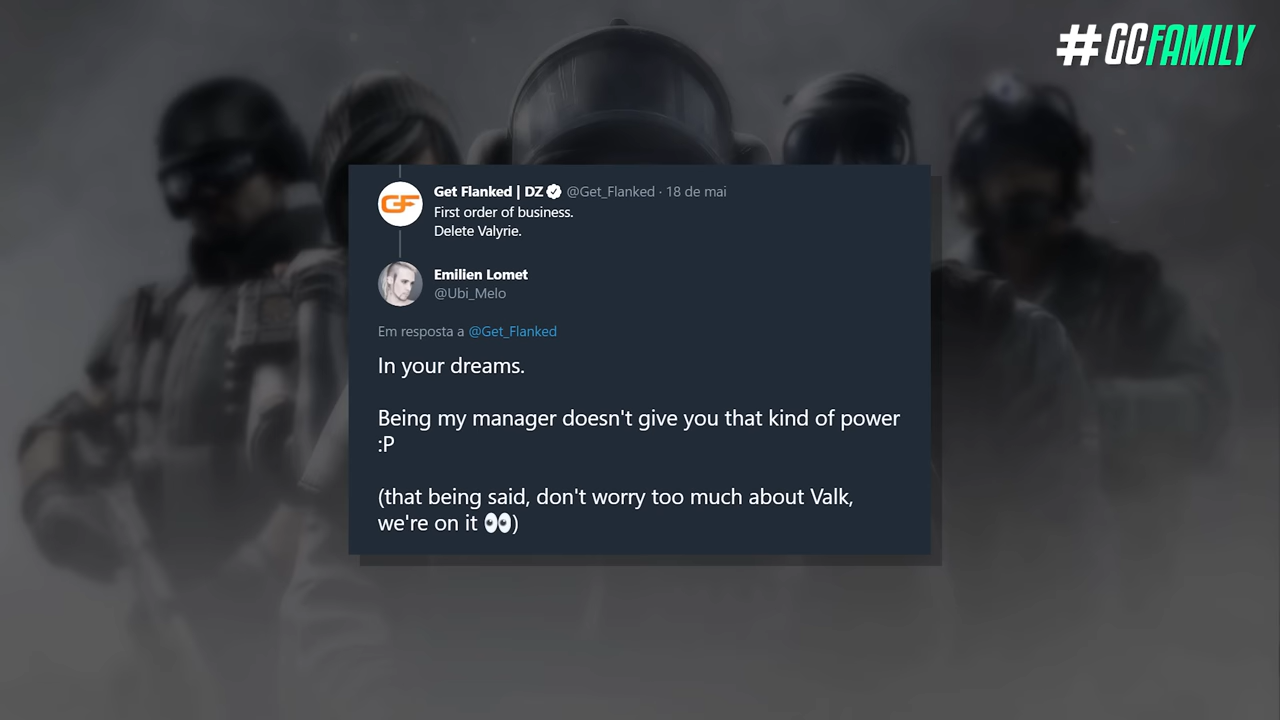 #GCFAMILY
GF
Get Flanked | DZ @Get_Flanked · 18 de mai
First order of business.
Delete Valyrie.
Emilien Lomet
@Ubi_Melo
Em resposta a @Get_Flanked
In your dreams.
Being my manager doesn't give you that kind of power
:P
(that being said, don't worry too much about Valk,
we're on it 👀)